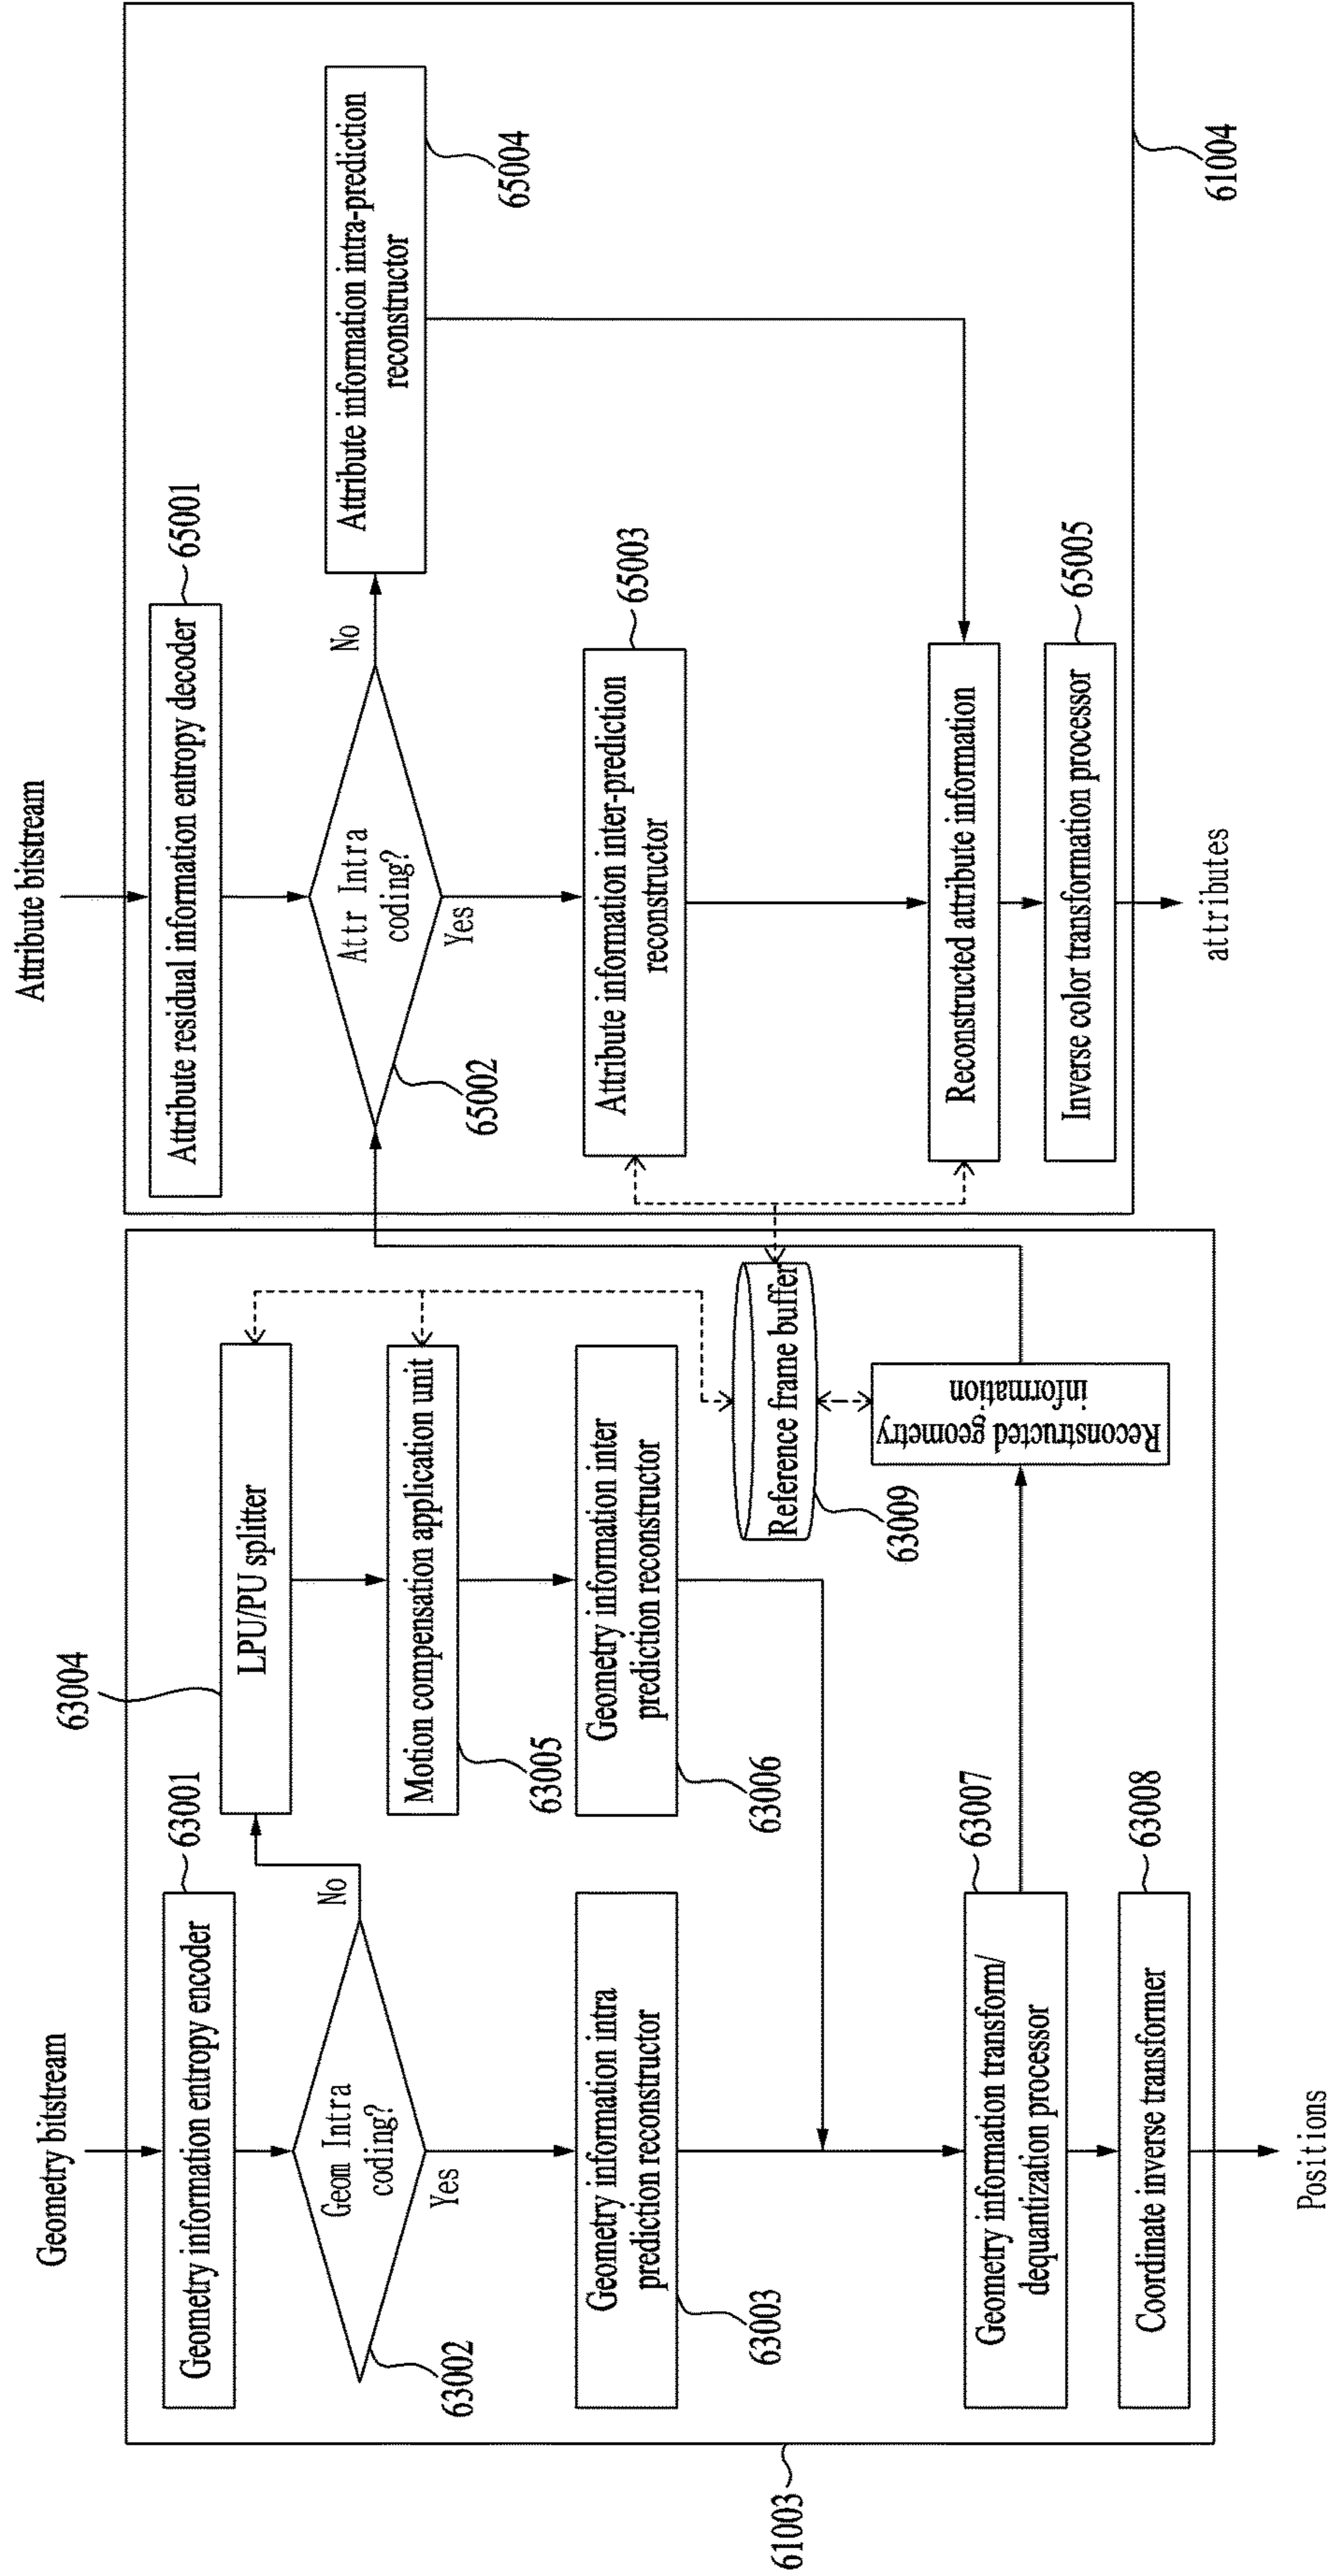 Geometry bitstream
Geometry information entropy encoder
63001
Geom Intra
coding?
63002
No
Yes
63004
LPU/PU splitter
Motion compensation application unit
63005
Geometry information intra
prediction reconstructor
63003
Geometry information inter
prediction reconstructor
63006
Reference frame buffer
63009
Geometry information transform/
dequantization processor
63007
Reconstructed geometry
information
Coordinate inverse transformer
63008
Positions
61003
Attribute bitstream
Attribute residual information entropy decoder
65001
Attr Intra
coding?
65002
No
Yes
Attribute information intra-prediction
reconstructor
65004
Attribute information inter-prediction
reconstructor
65003
Reconstructed attribute information
Inverse color transformation processor
65005
attributes
61004